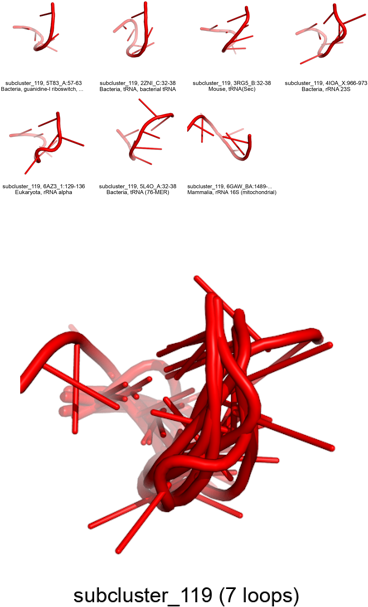 subcluster_119, 5T83_A:57-63
Bacteria, guanidine-I riboswitch, ...
subcluster_119, 2ZNI_C:32-38
Bacteria, tRNA, bacterial tRNA
subcluster_119, 3RG5_B:32-38
Mouse, tRNA(Sec)
subcluster_119, 4IOA_X:966-973
Bacteria, rRNA 23S
subcluster_119, 6AZ3_1:129-136
Eukaryota, rRNA alpha
subcluster_119, 5L4O_A:32-38
Bacteria, tRNA (76-MER)
subcluster_119, 6GAW_BA:1489-...
Mammalia, rRNA 16S (mitochondrial)
subcluster_119 (7 loops)